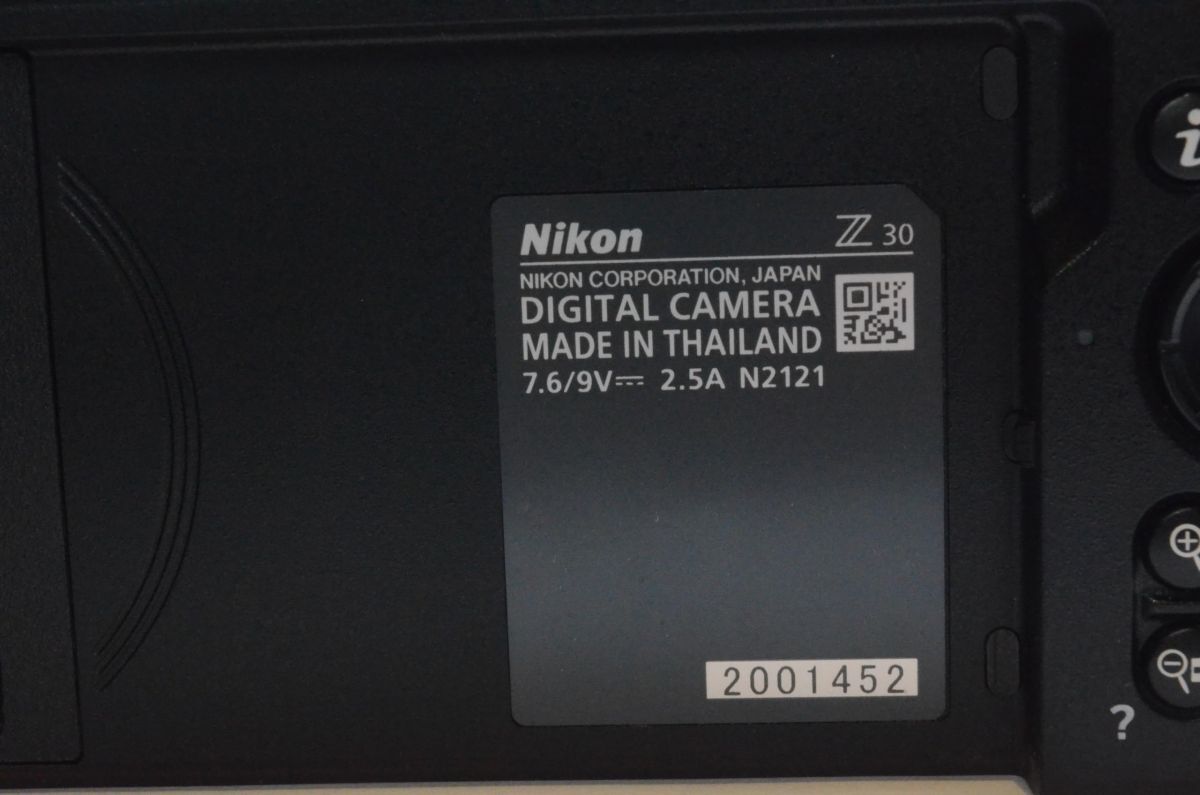 Nikon Z 30
NIKON CORPORATION, JAPAN
DIGITAL CAMERA
MADE IN THAILAND
7.6/9V⎓ 2.5A N2121
2001452
i
?